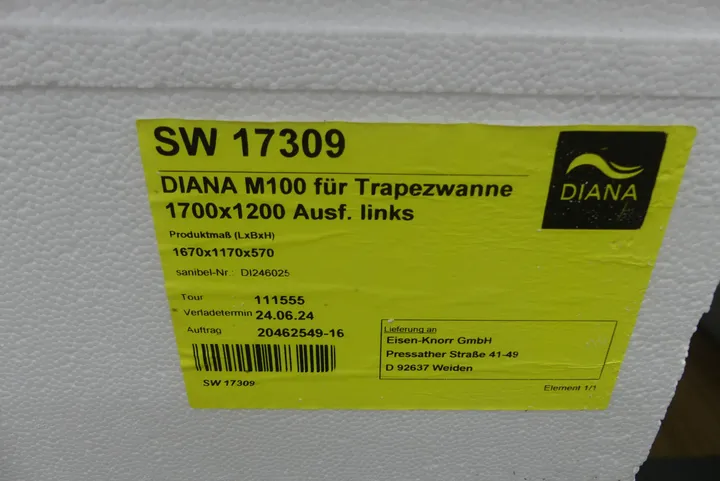 SW 17309
DIANA
DIANA M100 für Trapezwanne
1700x1200 Ausf. links
Produktmaß (LxBxH)
1670x1170x570
sanibel-Nr.: DI246025
Tour 111555
Verladetermin 24.06.24
Auftrag 20462549-16
SW 17309
Lieferung an
Eisen-Knorr GmbH
Pressather Straße 41-49
D 92637 Weiden
Element 1/1